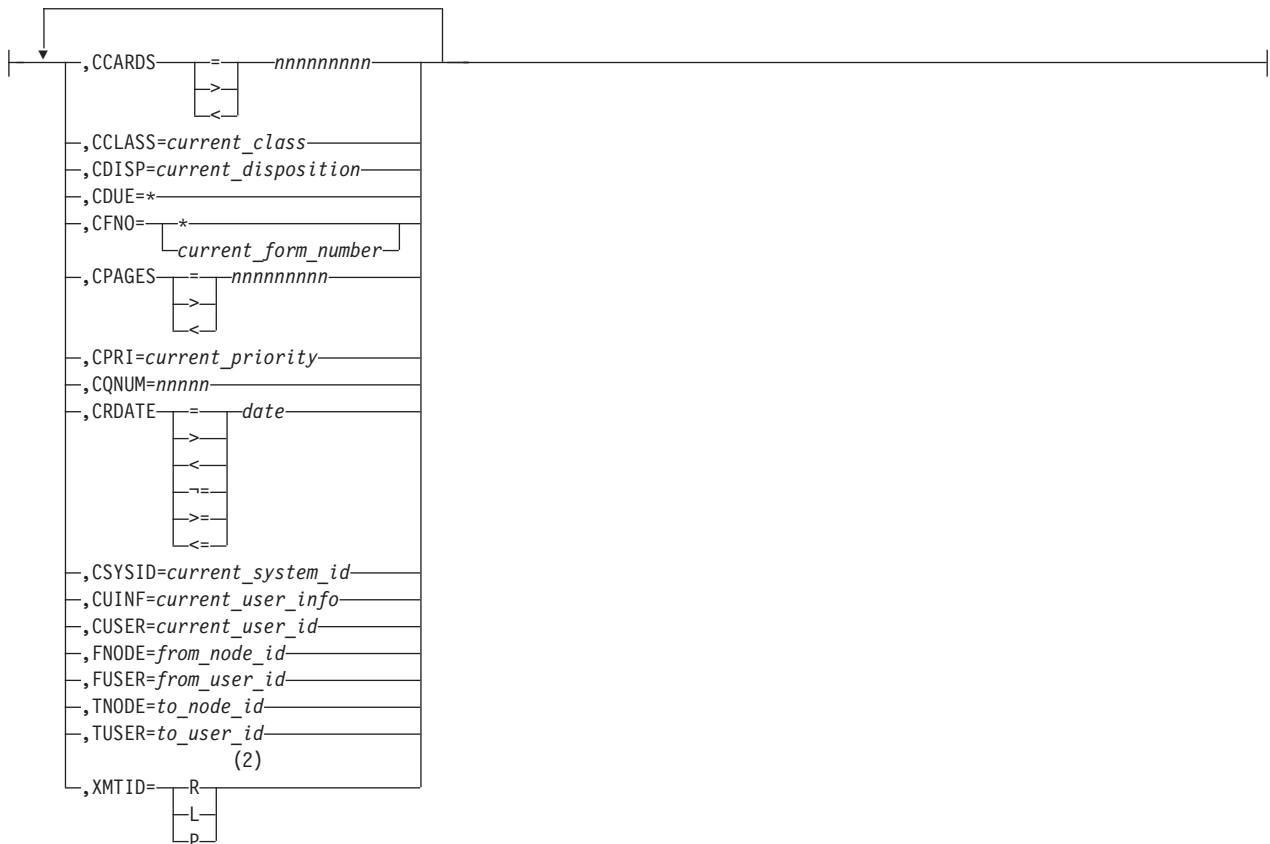 ,CCARDS = nnnnnnnnn
>
<
,CCLASS=current_class
,CDISP=current_disposition
,CDUE=*
,CFNO= *
current_form_number
,CPAGES = nnnnnnnnn
>
<
,CPRI=current_priority
,CQNUM=nnnnn
,CRDATE = date
>
<
¬=
>=
<=
,CSYSID=current_system_id
,CUINF=current_user_info
,CUSER=current_user_id
,FNODE=from_node_id
,FUSER=from_user_id
,TNODE=to_node_id
,TUSER=to_user_id
(2)
,XMTID= R
L